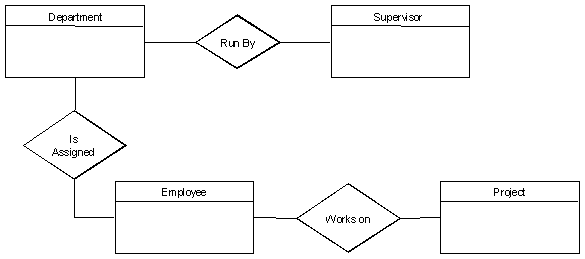 Department
Supervisor
Run By
Is
Assigned
Employee
Project
Works on